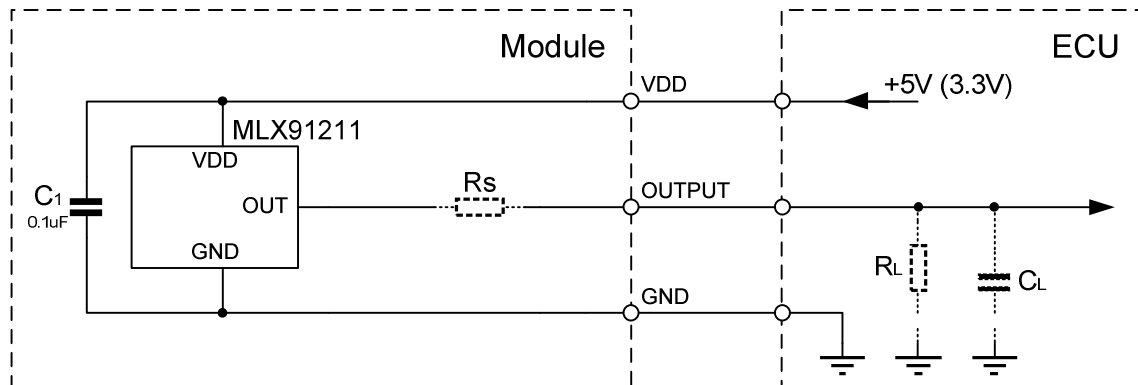 Module
ECU
VDD
+5V (3.3V)
MLX91211
VDD
C1
0.1uF
OUT
Rs
OUTPUT
GND
RL
CL
GND